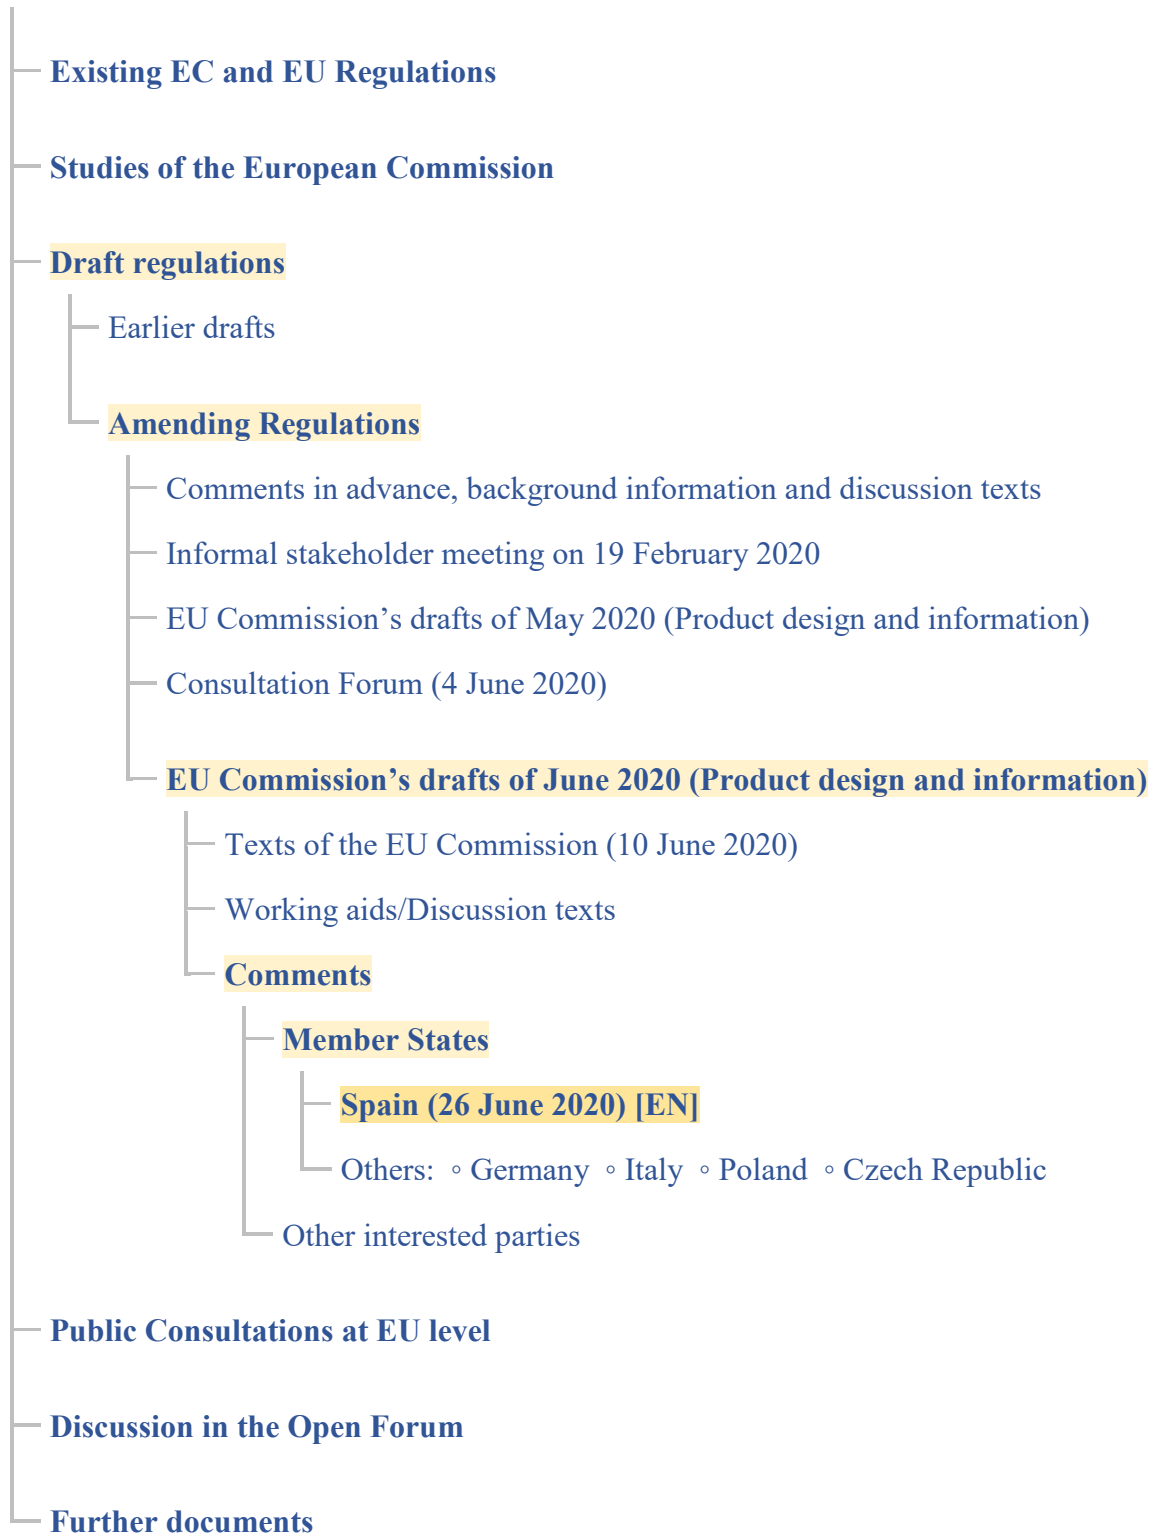 Existing EC and EU Regulations
Studies of the European Commission
Draft regulations
Earlier drafts
Amending Regulations
Comments in advance, background information and discussion texts
Informal stakeholder meeting on 19 February 2020
EU Commission’s drafts of May 2020 (Product design and information)
Consultation Forum (4 June 2020)
EU Commission’s drafts of June 2020 (Product design and information)
Texts of the EU Commission (10 June 2020)
Working aids/Discussion texts
Comments
Member States
Spain (26 June 2020) [EN]
Others: ◦ Germany ◦ Italy ◦ Poland ◦ Czech Republic
Other interested parties
Public Consultations at EU level
Discussion in the Open Forum
Further documents